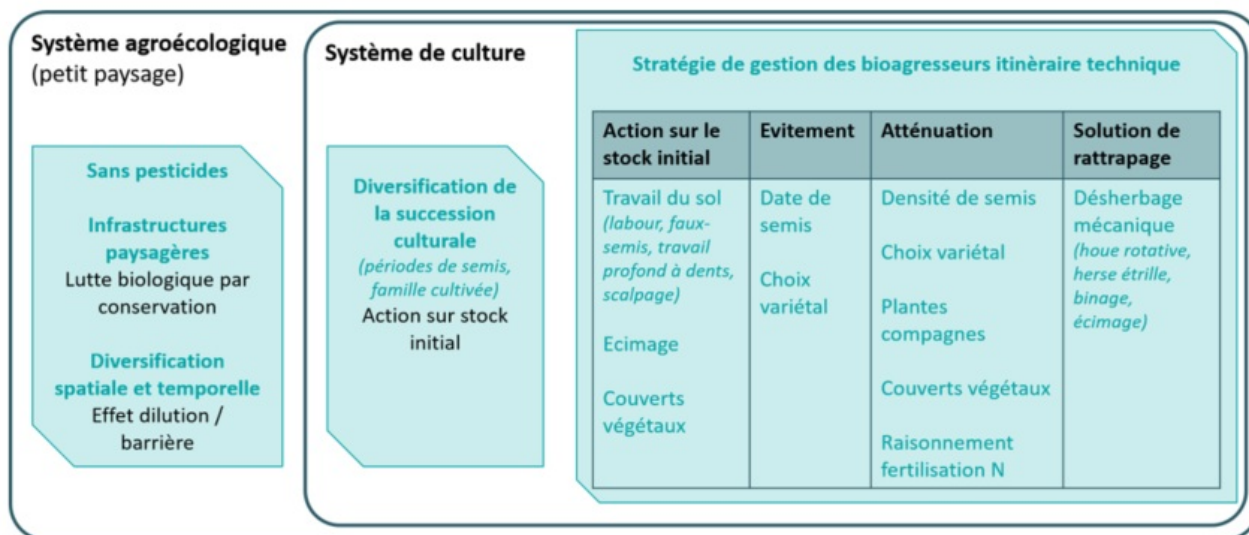 Système agroécologique
(petit paysage)
Sans pesticides
Infrastructures
paysagères
Lutte biologique par
conservation
Diversification
spatiale et temporelle
Effet dilution /
barrière
Système de culture
Diversification de
la succession
culturale
(périodes de semis,
famille cultivée)
Action sur stock
initial
Stratégie de gestion des bioagresseurs itinèraire technique
Action sur le
stock initial
Evitement
Atténuation
Solution de
rattrapage
Travail du sol
(labour, faux-
semis, travail
profond à dents,
scalpage)
Ecimage
Couverts
végétaux
Date de
semis
Choix
variétal
Densité de semis
Choix variétal
Plantes
compagnes
Couverts végétaux
Raisonnement
fertilisation N
Désherbage
mécanique
(houe rotative,
herse étrille,
binage,
écimage)